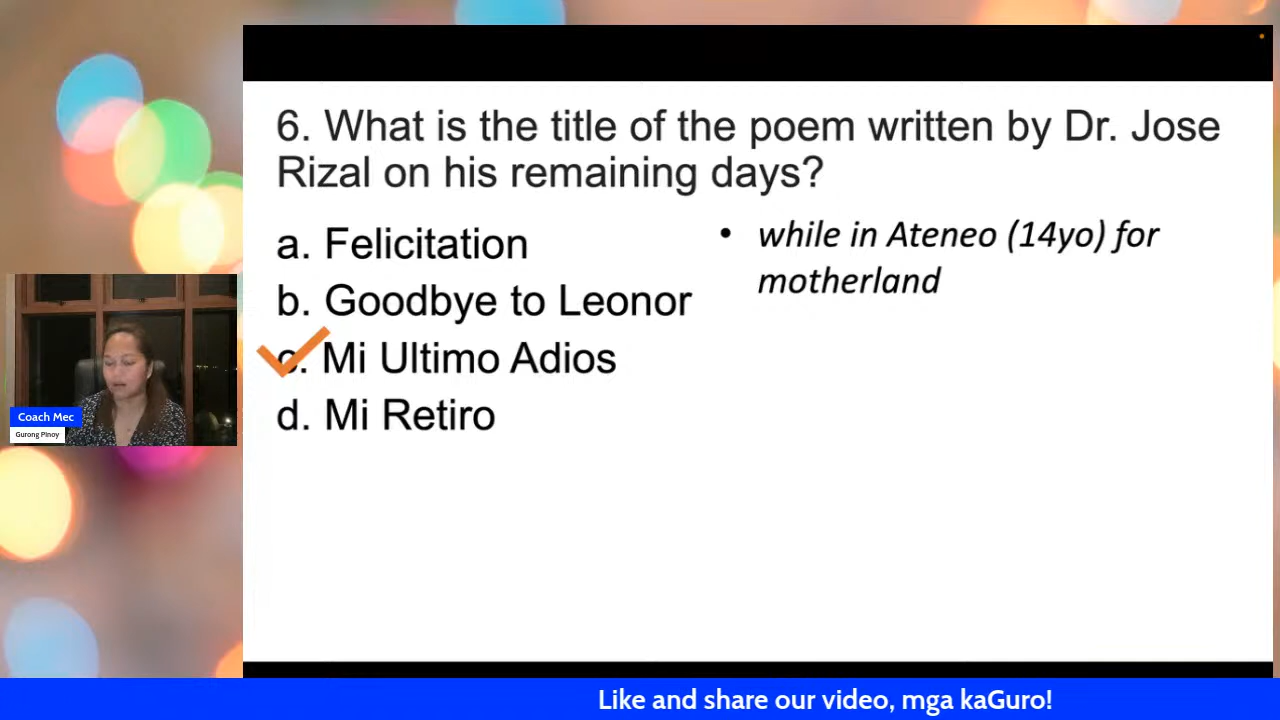 6. What is the title of the poem written by Dr. Jose
Rizal on his remaining days?
a. Felicitation
b. Goodbye to Leonor
c. Mi Ultimo Adios
d. Mi Retiro
• while in Ateneo (14yo) for
motherland
Coach Mec
Gurong Pinoy
Like and share our video, mga kaGuro!